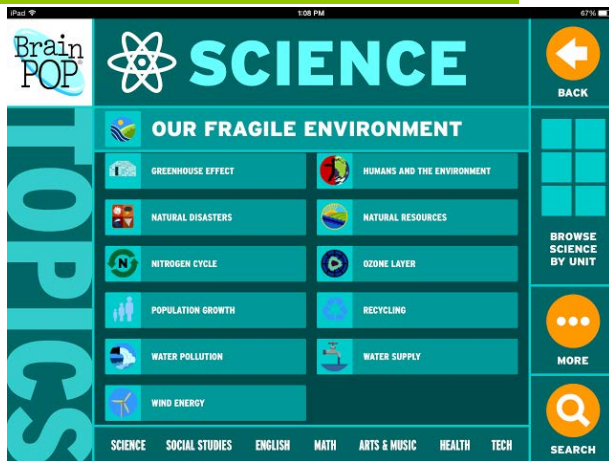 iPad
1:08 PM
67%
Brain
POP
SCIENCE
BACK
TOPICS
OUR FRAGILE ENVIRONMENT
GREENHOUSE EFFECT
HUMANS AND THE ENVIRONMENT
NATURAL DISASTERS
NATURAL RESOURCES
N
NITROGEN CYCLE
OZONE LAYER
POPULATION GROWTH
RECYCLING
WATER POLLUTION
WATER SUPPLY
WIND ENERGY
BROWSE
SCIENCE
BY UNIT
MORE
SEARCH
SCIENCE SOCIAL STUDIES ENGLISH MATH ARTS & MUSIC HEALTH TECH